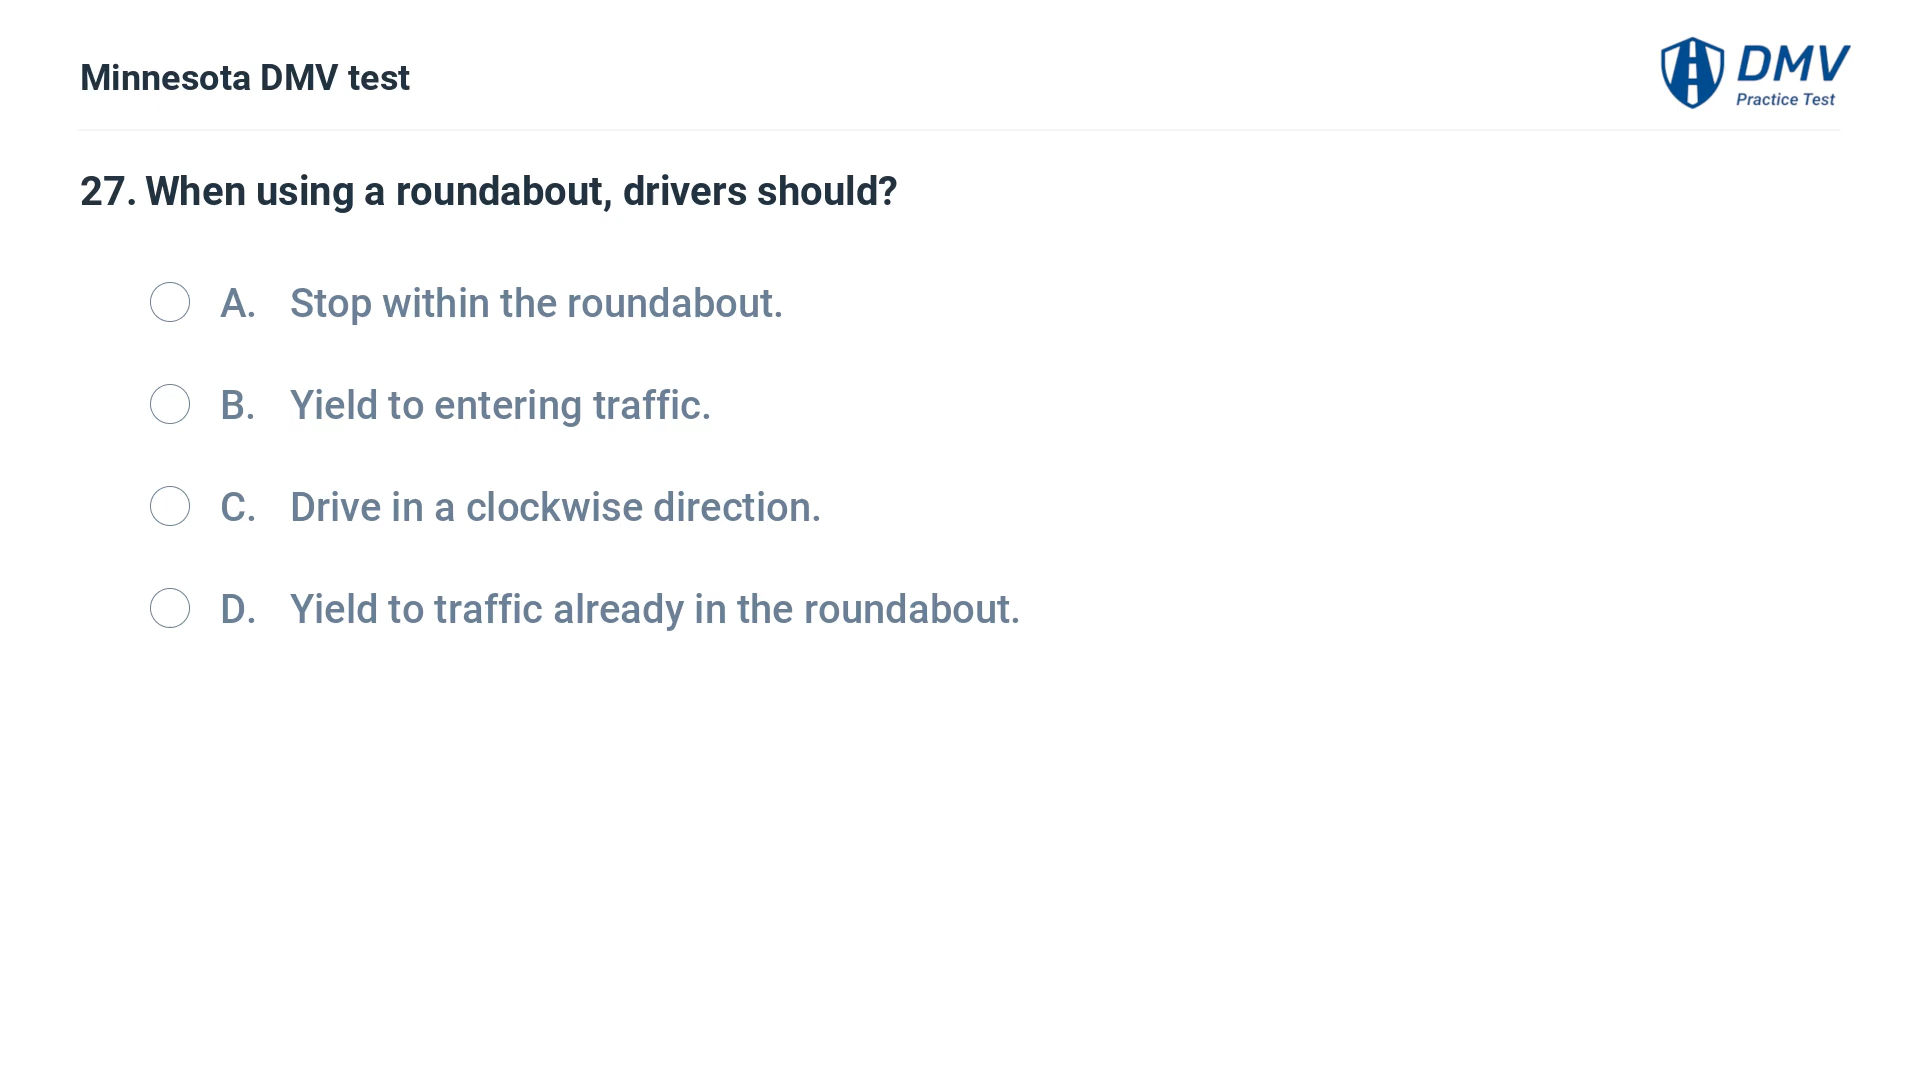 Minnesota DMV test
DMV
Practice Test
27. When using a roundabout, drivers should?
A. Stop within the roundabout.
B. Yield to entering traffic.
C. Drive in a clockwise direction.
D. Yield to traffic already in the roundabout.